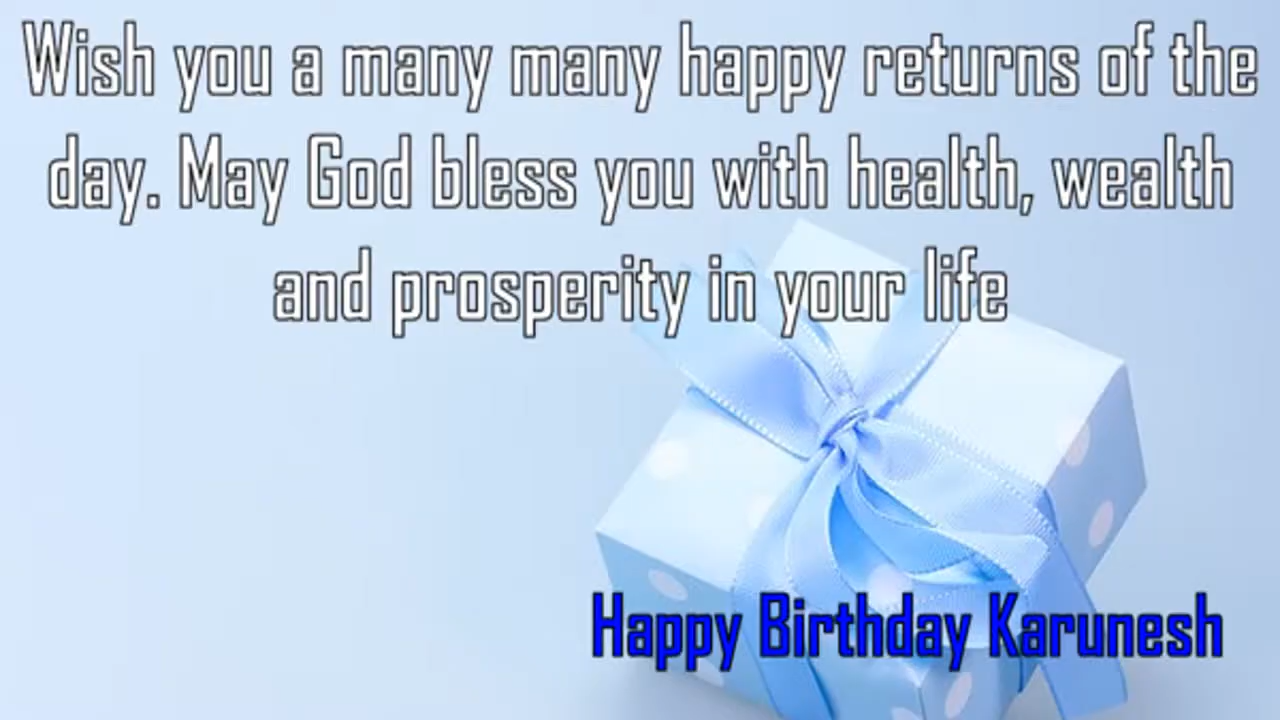 Wish you a many many happy returns of the
day. May God bless you with health, wealth
and prosperity in your life
Happy Birthday Karunesh